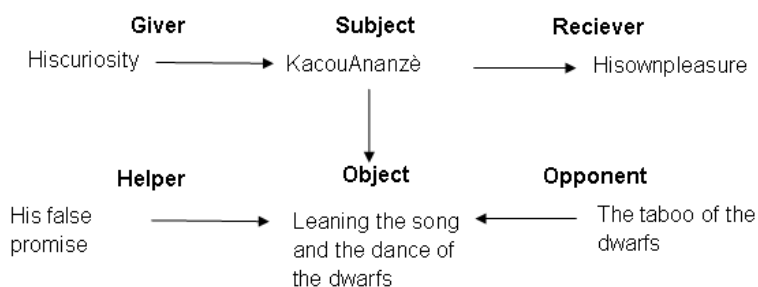 Giver Subject Reciever
Hiscuriosity KacouAnanzè Hisownpleasure
Helper Object Opponent
His false promise
Leaning the song
and the dance of
the dwarfs
The taboo of the
dwarfs